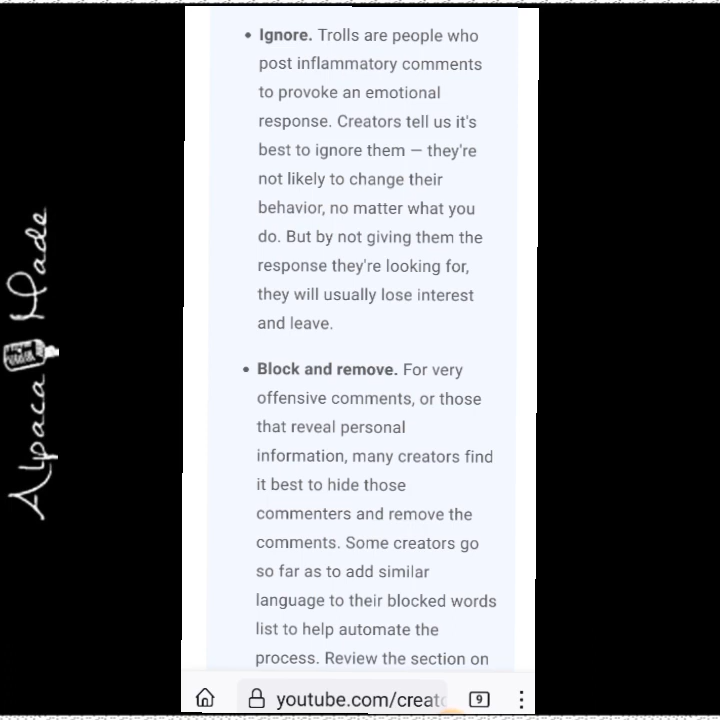 • Ignore. Trolls are people who
post inflammatory comments
to provoke an emotional
response. Creators tell us it's
best to ignore them — they're
not likely to change their
behavior, no matter what you
do. But by not giving them the
response they're looking for,
they will usually lose interest
and leave.
• Block and remove. For very
offensive comments, or those
that reveal personal
information, many creators find
it best to hide those
commenters and remove the
comments. Some creators go
so far as to add similar
language to their blocked words
list to help automate the
process. Review the section on
youtube.com/creato
9
Alpaca Made